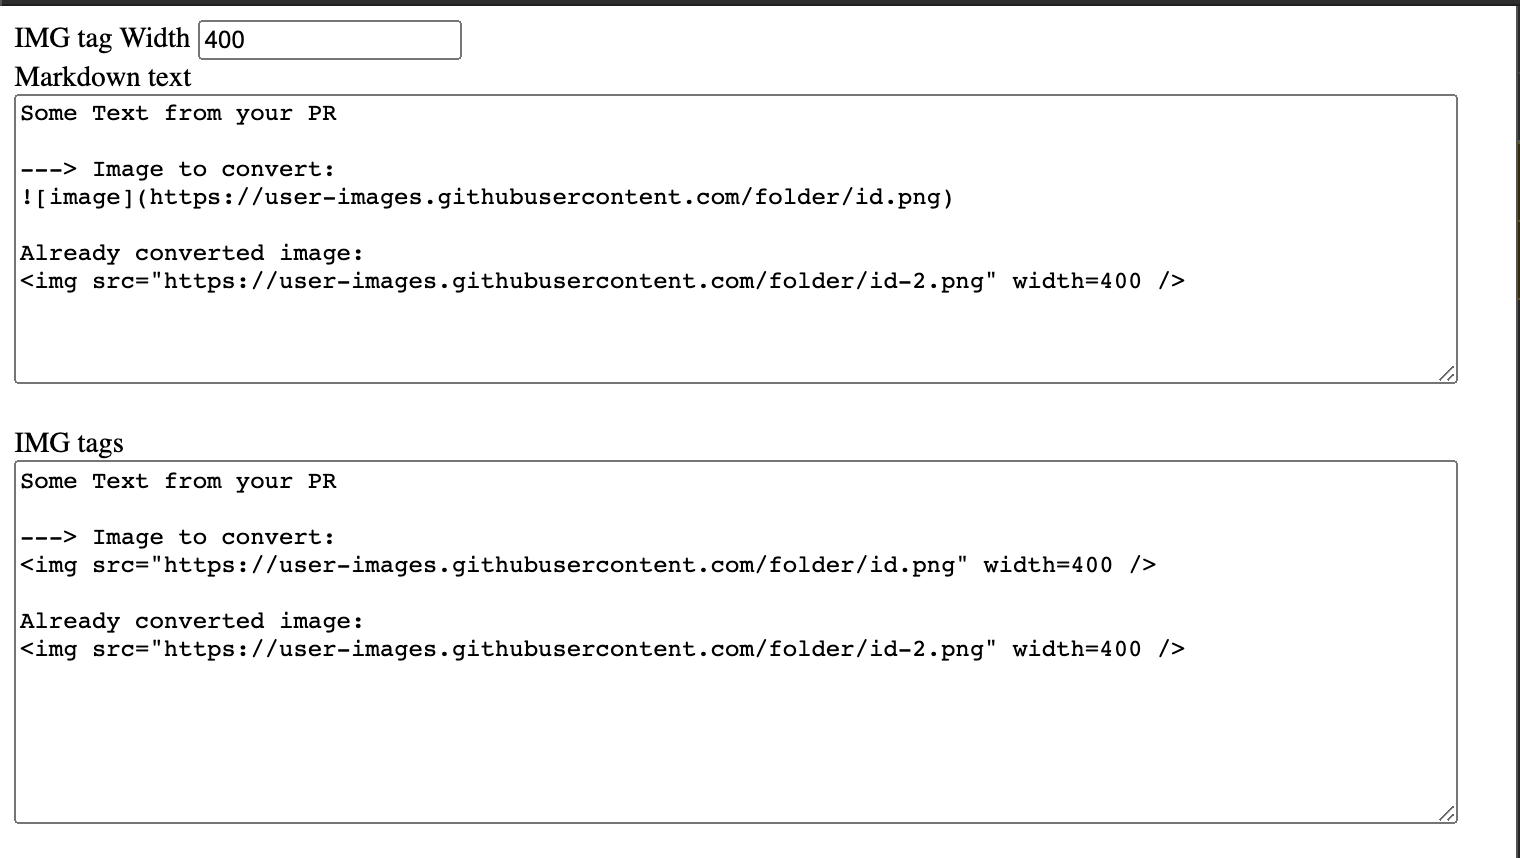 IMG tag Width 400
Markdown text
Some Text from your PR
---> Image to convert:
![image](https://user-images.githubusercontent.com/folder/id.png)
Already converted image:
<img src="https://user-images.githubusercontent.com/folder/id-2.png" width=400 />
IMG tags
Some Text from your PR
---> Image to convert:
<img src="https://user-images.githubusercontent.com/folder/id.png" width=400 />
Already converted image:
<img src="https://user-images.githubusercontent.com/folder/id-2.png" width=400 />